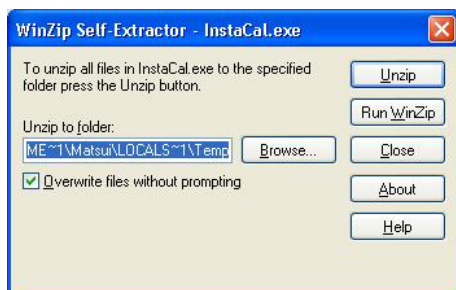 WinZip Self-Extractor - InstaCal.exe
To unzip all files in InstaCal.exe to the specified
folder press the Unzip button.
Unzip to folder:
ME~1\Matsui\LOCALS~1\Temp
Browse...
Overwrite files without prompting
Unzip
Run WinZip
Close
About
Help